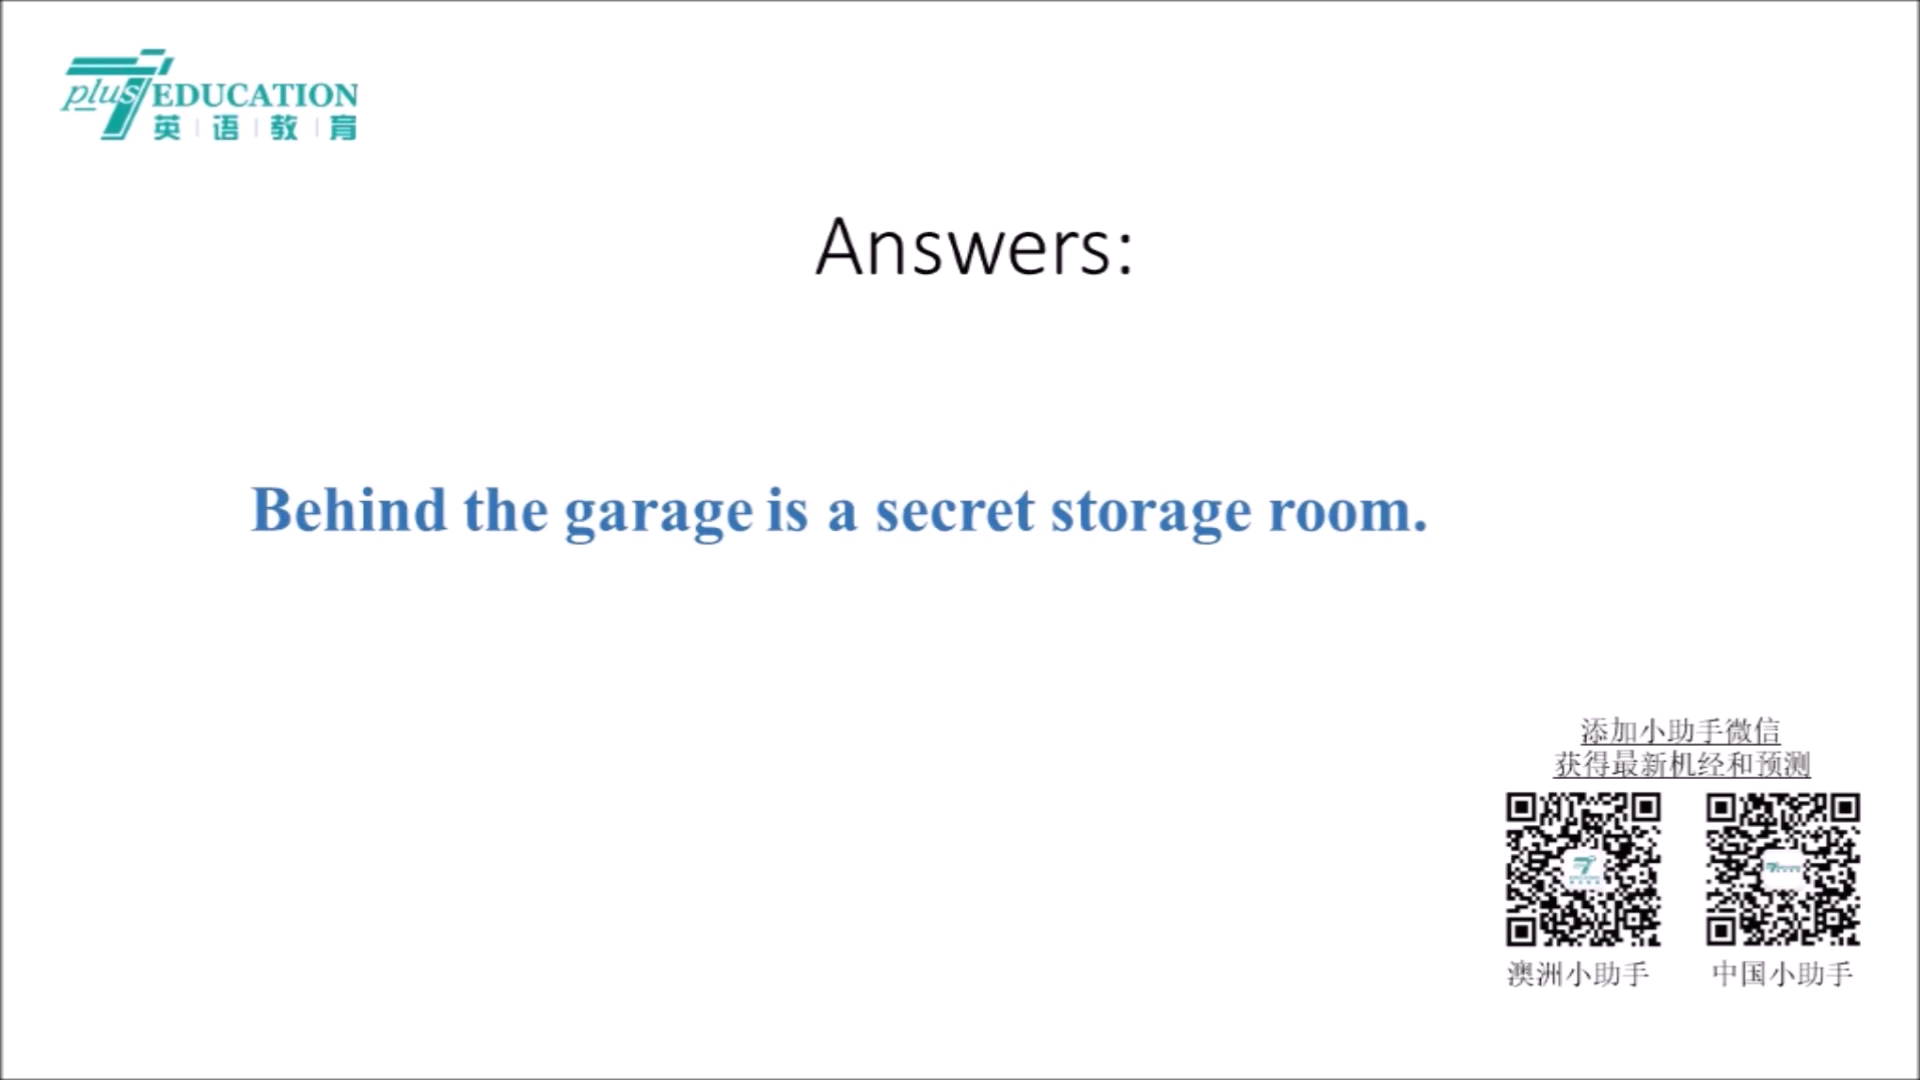 plus 7 EDUCATION
英语教育
Answers:
Behind the garage is a secret storage room.
添加小助手微信
获得最新机经和预测
澳洲小助手
中国小助手